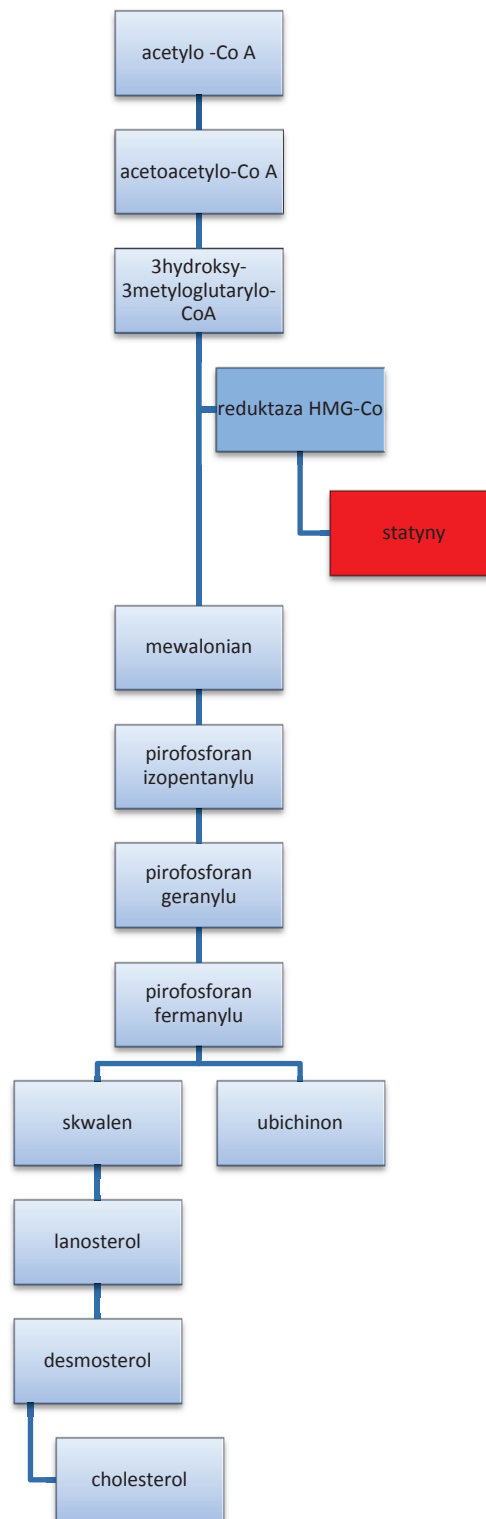 acetylo -Co A
acetoacetylo-Co A
3hydroksy-
3metyloglutarylo-
CoA
reduktaza HMG-Co
statyny
mewalonian
pirofosforan
izopentanylu
pirofosforan
geranylu
pirofosforan
fermanylu
skwalen
ubichinon
lanosterol
desmosterol
cholesterol